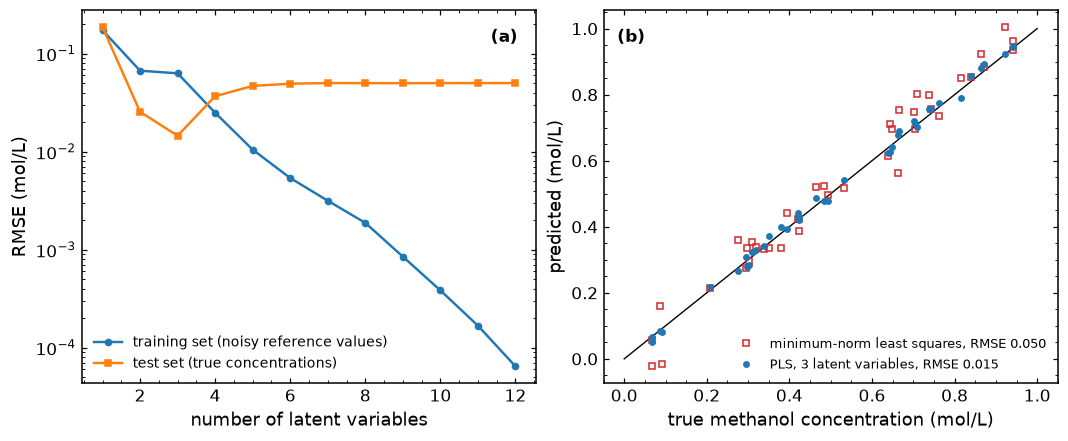 (a)
10⁻¹
10⁻²
10⁻³
10⁻⁴
RMSE (mol/L)
training set (noisy reference values)
test set (true concentrations)
2 4 6 8 10 12
number of latent variables
(b)
1.0
0.8
0.6
0.4
0.2
0.0
predicted (mol/L)
minimum-norm least squares, RMSE 0.050
PLS, 3 latent variables, RMSE 0.015
0.0 0.2 0.4 0.6 0.8 1.0
true methanol concentration (mol/L)